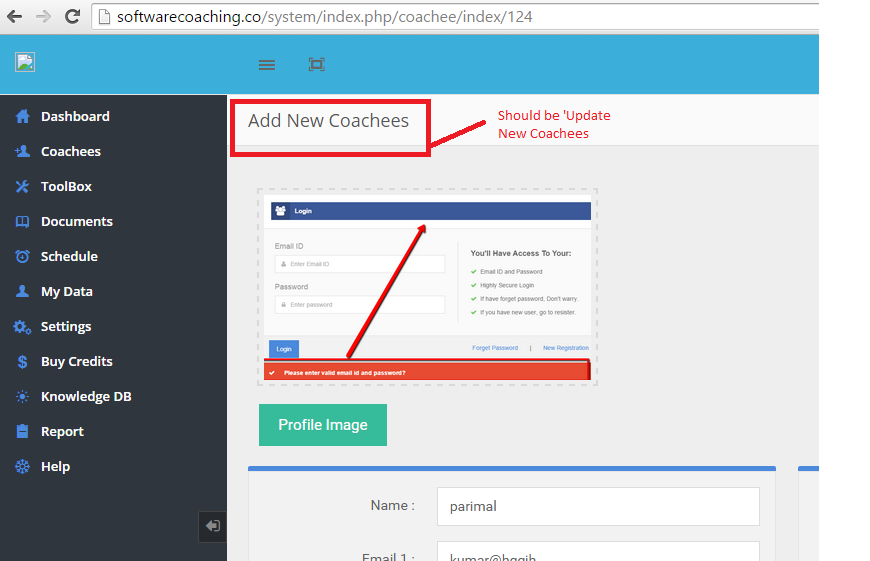 softwarecoaching.co/system/index.php/coachee/index/124
Dashboard
Coachees
ToolBox
Documents
Schedule
My Data
Settings
Buy Credits
Knowledge DB
Report
Help
Add New Coachees
Should be 'Update
New Coachees
Login
Email ID
Enter Email ID
Password
Enter password
You'll Have Access To Your:
Email ID and Password
Highly Secure Login
If have forget password, Don't warry.
If you have new user, go to resister.
Login
Forget Password | New Registration
Please enter valid email id and password?
Profile Image
Name :
parimal
Email 1 :
kumar@hggjh